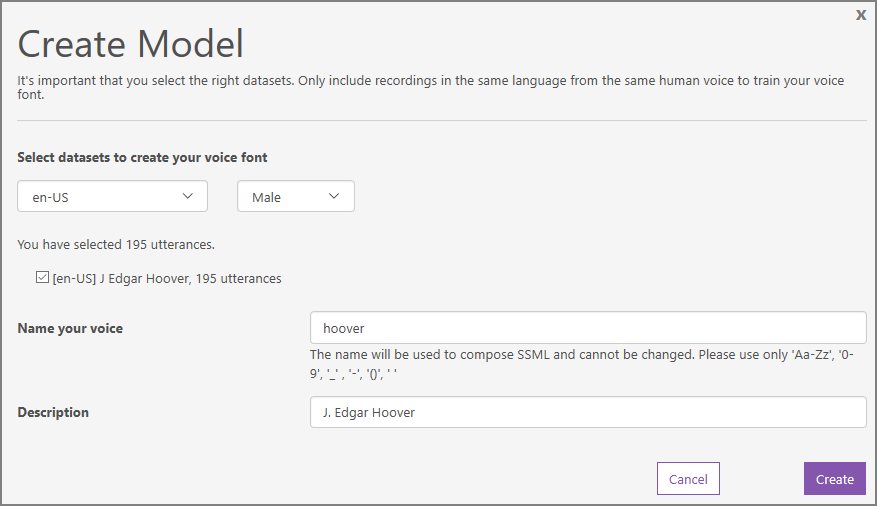 x
Create Model
It's important that you select the right datasets. Only include recordings in the same language from the same human voice to train your voice
font.
Select datasets to create your voice font
en-US Male
You have selected 195 utterances.
[en-US] J Edgar Hoover, 195 utterances
Name your voice hoover
The name will be used to compose SSML and cannot be changed. Please use only 'Aa-Zz', '0-
9', '_' , '-', '()', ' '
Description J. Edgar Hoover
Cancel Create